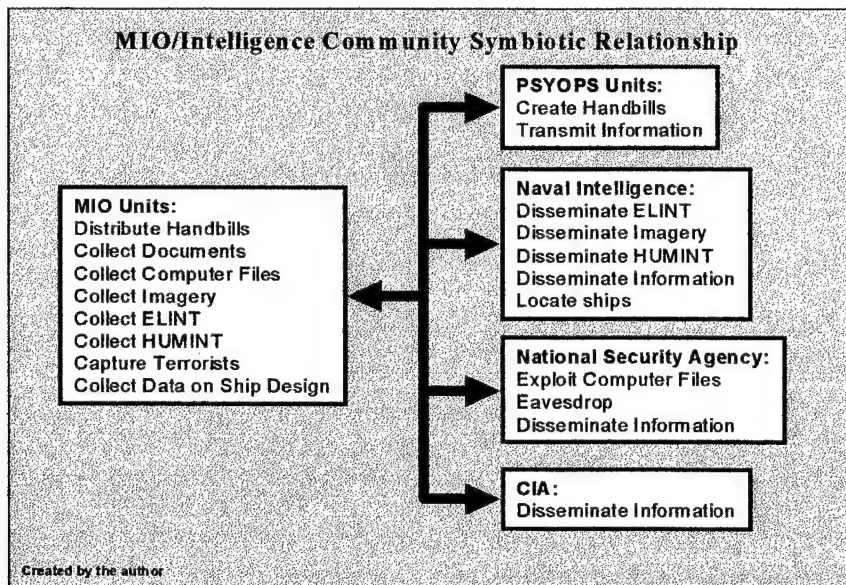 MIO/Intelligence Community Symbiotic Relationship
MIO Units:
Distribute Handbills
Collect Documents
Collect Computer Files
Collect Imagery
Collect ELINT
Collect HUMINT
Capture Terrorists
Collect Data on Ship Design
PSYOPS Units:
Create Handbills
Transmit Information
Naval Intelligence:
Disseminate ELINT
Disseminate Imagery
Disseminate HUMINT
Disseminate Information
Locate ships
National Security Agency:
Exploit Computer Files
Eavesdrop
Disseminate Information
CIA:
Disseminate Information
Created by the author